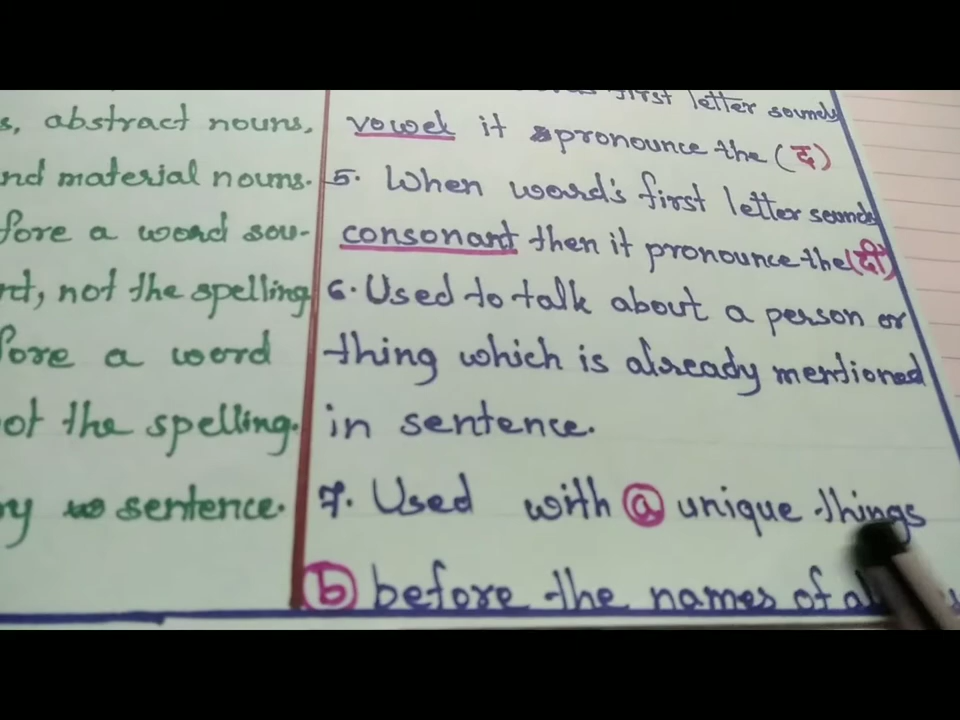 s, abstract nouns,
nd material nouns.
fore a word sou-
ct, not the spelling
fore a word
ot the spelling.
ry sentence.
first letter sounds
vowel it pronounce the (द)
5. When word's first letter sounds
consonant then it pronounce the (दी)
6. Used to talk about a person or
thing which is already mentioned
in sentence.
7. Used with (a) unique things
(b) before the names of